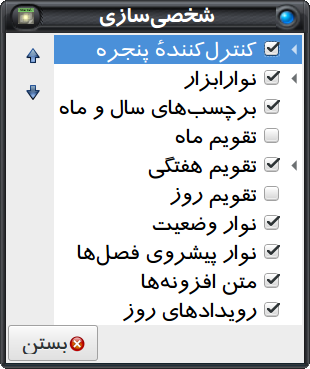 شخصی‌سازی
کنترل‌کنندهٔ پنجره
نوارابزار
برچسب‌های سال و ماه
تقویم ماه
تقویم هفتگی
تقویم روز
نوار وضعیت
نوار پیشروی فصل‌ها
متن افزونه‌ها
رویدادهای روز
بستن